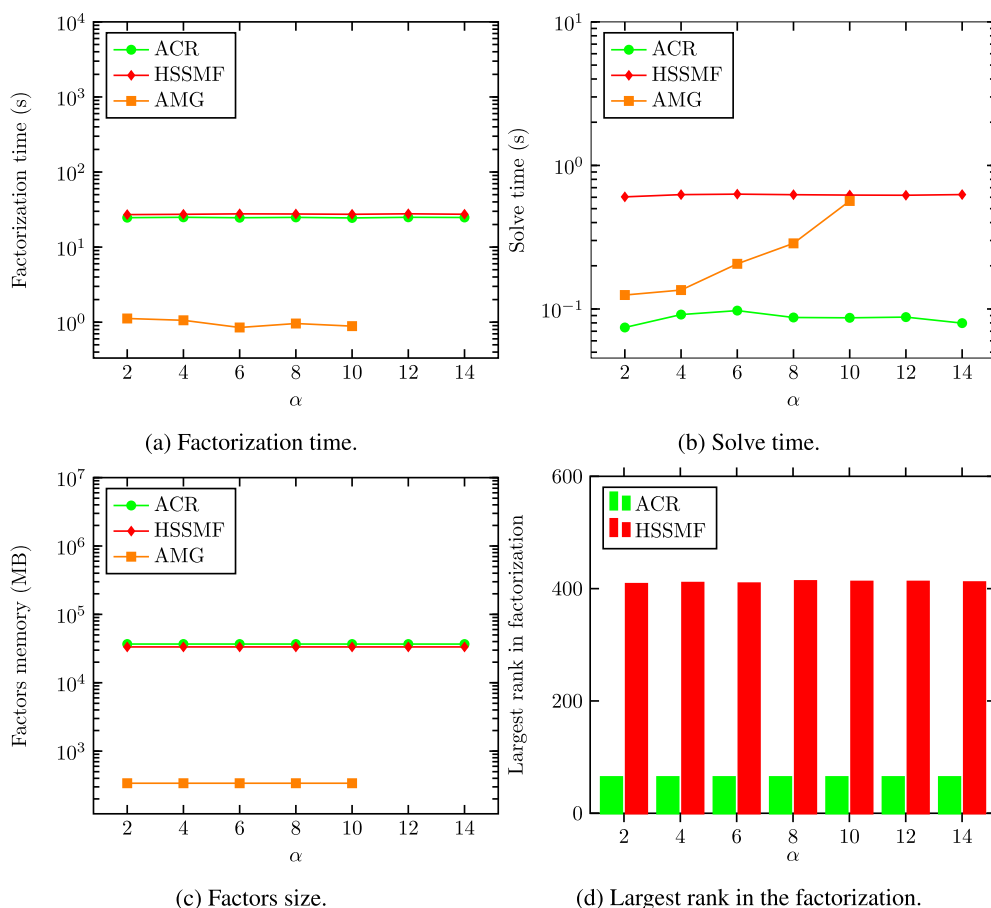 10^4
10^3
10^2
10^1
10^0
Factorization time (s)
ACR
HSSMF
AMG
2 4 6 8 10 12 14
α
(a) Factorization time.
10^1
10^0
10^−1
Solve time (s)
ACR
HSSMF
AMG
2 4 6 8 10 12 14
α
(b) Solve time.
10^7
10^6
10^5
10^4
10^3
Factors memory (MB)
ACR
HSSMF
AMG
2 4 6 8 10 12 14
α
(c) Factors size.
600
400
200
0
Largest rank in factorization
ACR
HSSMF
2 4 6 8 10 12 14
α
(d) Largest rank in the factorization.